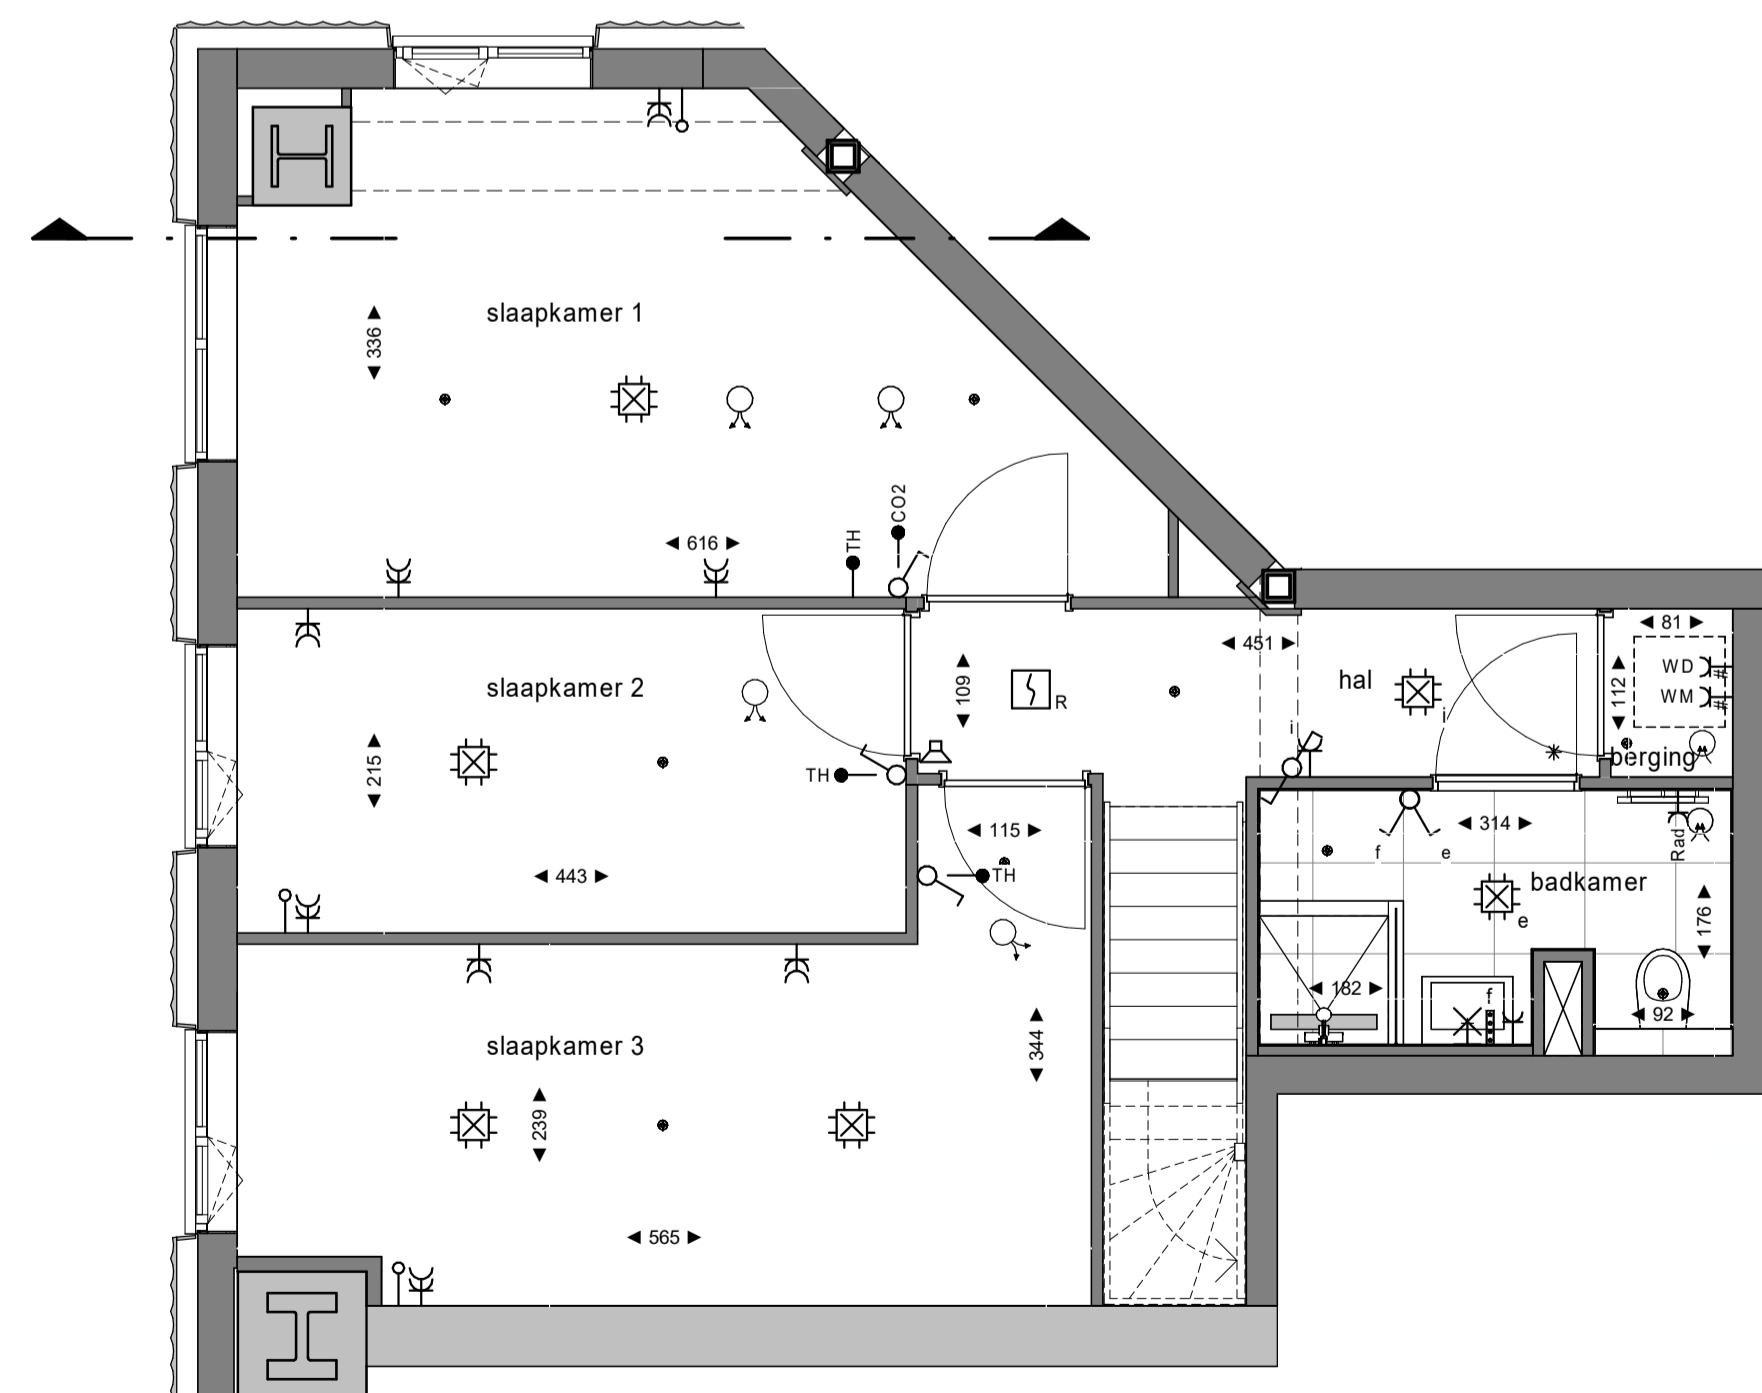 slaapkamer 1
336
CO2
TH
616
451
hal
81
WD
#
WM
#
112
berging
slaapkamer 2
109
R
i
i
TH
215
443
115
TH
314
f
e
Rad
badkamer
e
176
182
f
92
slaapkamer 3
344
239
565